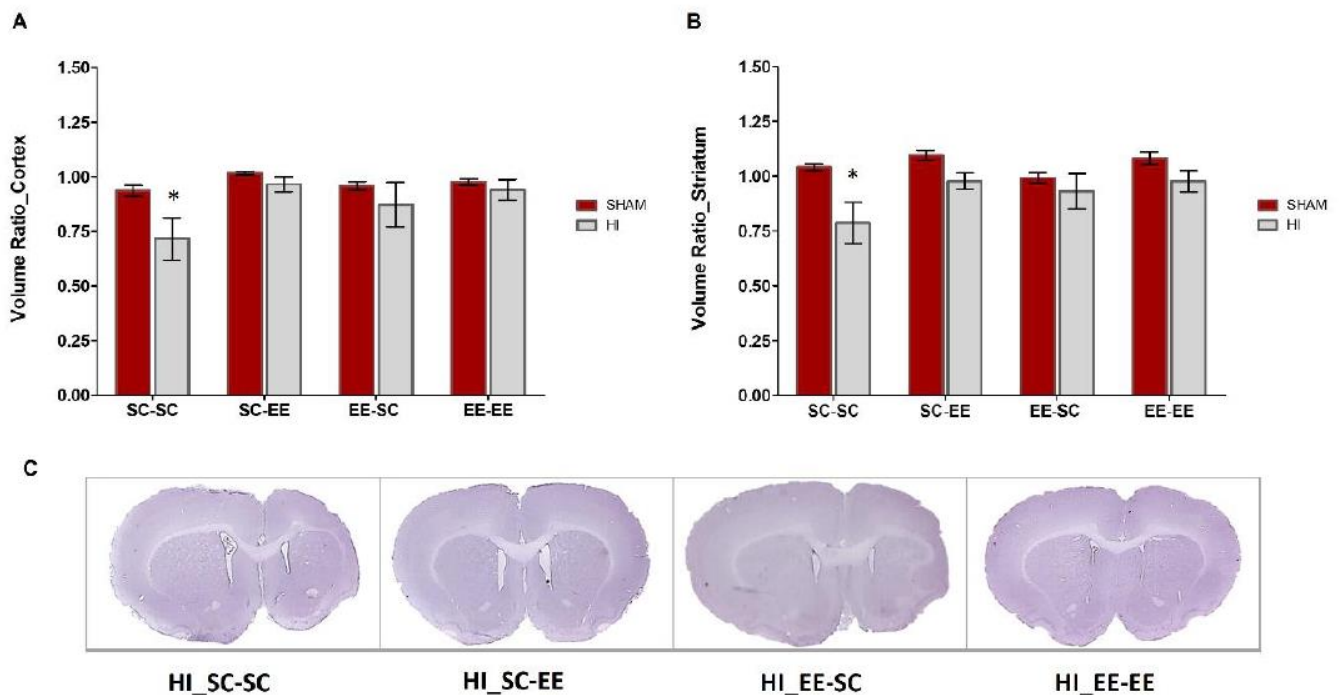 A
Volume Ratio_Cortex
1.50
1.25
1.00
0.75
0.50
0.25
0.00
*
SC-SC SC-EE EE-SC EE-EE
SHAM
HI
B
Volume Ratio_Striatum
1.50
1.25
1.00
0.75
0.50
0.25
0.00
*
SC-SC SC-EE EE-SC EE-EE
SHAM
HI
C
HI_SC-SC HI_SC-EE HI_EE-SC HI_EE-EE